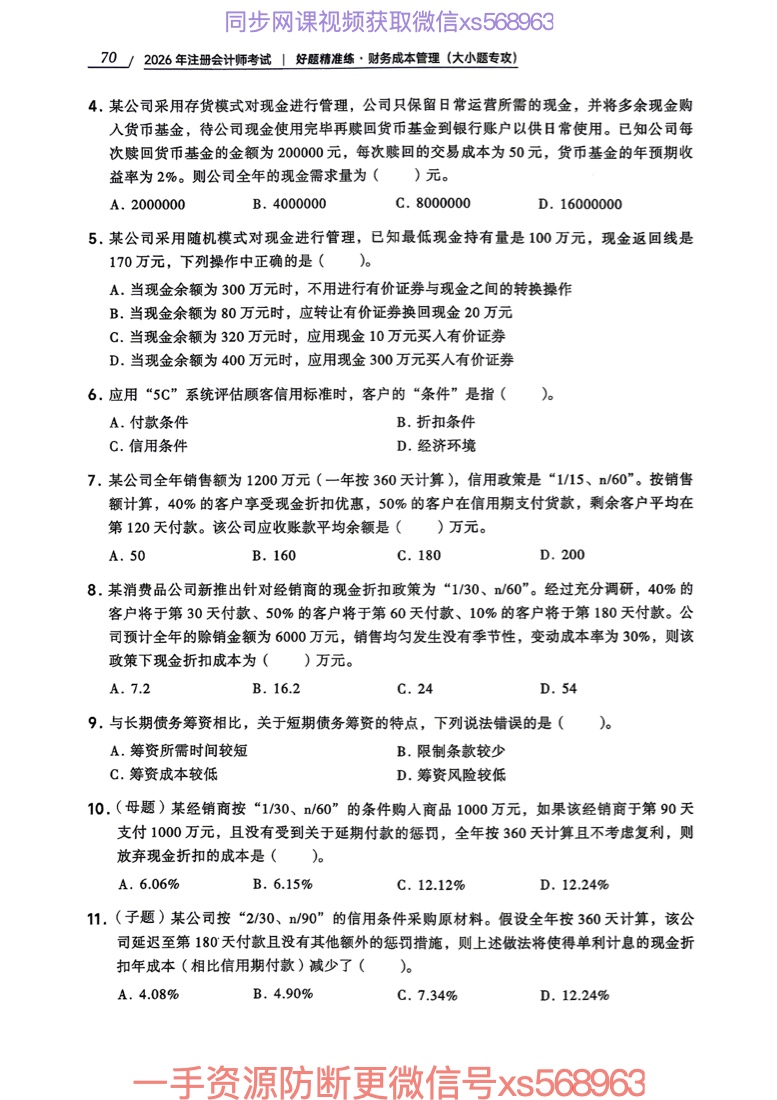 同步网课视频获取微信xs568963
70 / 2026年注册会计师考试 | 好题精准练·财务成本管理(大小题专攻)
4. 某公司采用存货模式对现金进行管理，公司只保留日常运营所需的现金，并将多余现金购
入货币基金，待公司现金使用完毕再赎回货币基金到银行账户以供日常使用。已知公司每
次赎回货币基金的金额为200000元，每次赎回的交易成本为50元，货币基金的年预期收
益率为2%。则公司全年的现金需求量为（　　）元。
A. 2000000 B. 4000000 C. 8000000 D. 16000000
5. 某公司采用随机模式对现金进行管理，已知最低现金持有量是100万元，现金返回线是
170万元，下列操作中正确的是（　　）。
A. 当现金余额为300万元时，不用进行有价证券与现金之间的转换操作
B. 当现金余额为80万元时，应转让有价证券换回现金20万元
C. 当现金余额为320万元时，应用现金10万元买入有价证券
D. 当现金余额为400万元时，应用现金300万元买入有价证券
6. 应用“5C”系统评估顾客信用标准时，客户的“条件”是指（　　）。
A. 付款条件 B. 折扣条件
C. 信用条件 D. 经济环境
7. 某公司全年销售额为1200万元（一年按360天计算），信用政策是“1/15、n/60”。按销售
额计算，40%的客户享受现金折扣优惠，50%的客户在信用期支付货款，剩余客户平均在
第120天付款。该公司应收账款平均余额是（　　）万元。
A. 50 B. 160 C. 180 D. 200
8. 某消费品公司新推出针对经销商的现金折扣政策为“1/30、n/60”。经过充分调研，40%的
客户将于第30天付款、50%的客户将于第60天付款、10%的客户将于第180天付款。公
司预计全年的赊销金额为6000万元，销售均匀发生没有季节性，变动成本率为30%，则该
政策下现金折扣成本为（　　）万元。
A. 7.2 B. 16.2 C. 24 D. 54
9. 与长期债务筹资相比，关于短期债务筹资的特点，下列说法错误的是（　　）。
A. 筹资所需时间较短 B. 限制条款较少
C. 筹资成本较低 D. 筹资风险较低
10.（母题）某经销商按“1/30、n/60”的条件购入商品1000万元，如果该经销商于第90天
支付1000万元，且没有受到关于延期付款的惩罚，全年按360天计算且不考虑复利，则
放弃现金折扣的成本是（　　）。
A. 6.06% B. 6.15% C. 12.12% D. 12.24%
11.（子题）某公司按“2/30、n/90”的信用条件采购原材料。假设全年按360天计算，该公
司延迟至第180天付款且没有其他额外的惩罚措施，则上述做法将使得单利计息的现金折
扣年成本（相比信用期付款）减少了（　　）。
A. 4.08% B. 4.90% C. 7.34% D. 12.24%
一手资源防断更微信号xs568963